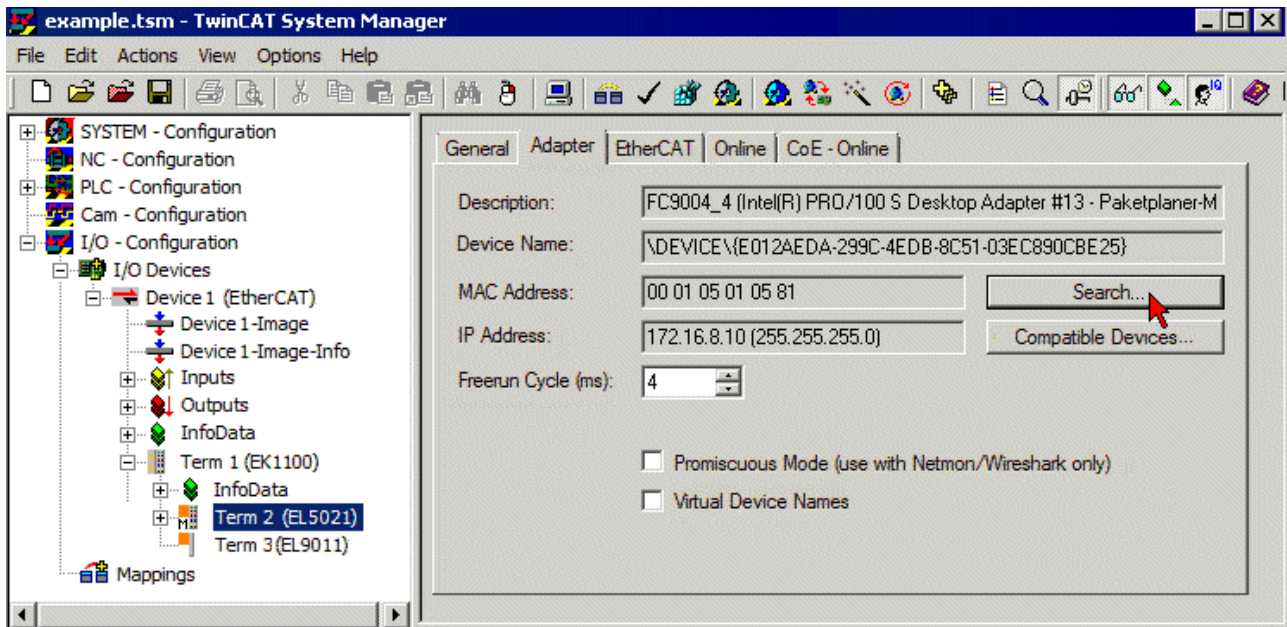 example.tsm - TwinCAT System Manager
File Edit Actions View Options Help
SYSTEM - Configuration
NC - Configuration
PLC - Configuration
Cam - Configuration
I/O - Configuration
I/O Devices
Device 1 (EtherCAT)
Device 1-Image
Device 1-Image-Info
Inputs
Outputs
InfoData
Term 1 (EK1100)
InfoData
Term 2 (EL5021)
Term 3(EL9011)
Mappings
General Adapter EtherCAT Online CoE - Online
Description: FC9004_4 (Intel(R) PRO/100 S Desktop Adapter #13 - Paketplaner-M
Device Name: \DEVICE\{E012AEDA-299C-4EDB-8C51-03EC890CBE25}
MAC Address: 00 01 05 01 05 81 Search...
IP Address: 172.16.8.10 (255.255.255.0) Compatible Devices...
Freerun Cycle (ms): 4
Promiscuous Mode (use with Netmon/Wireshark only)
Virtual Device Names